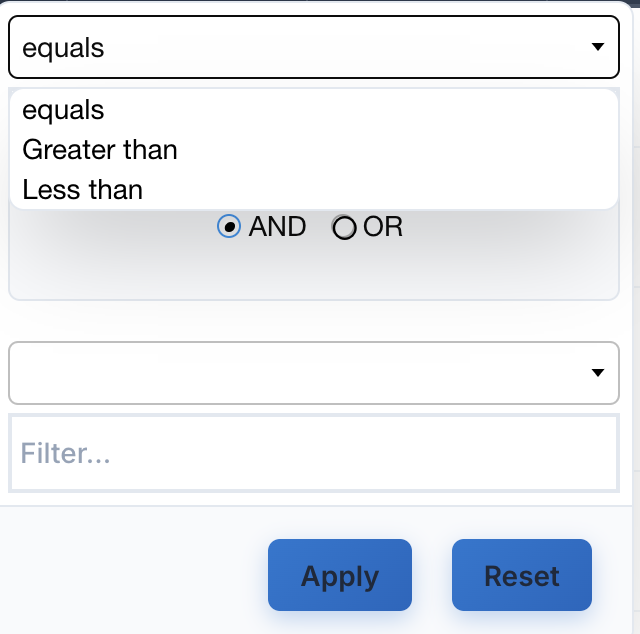 equals
equals
Greater than
Less than
AND OR
Filter...
Apply Reset